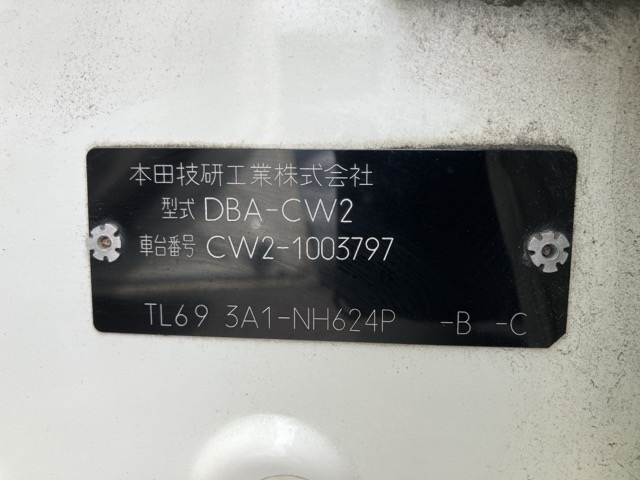 本田技研工業株式会社
型式 DBA-CW2
車台番号 CW2-1003797
TL69 3A1-NH624P -B -C